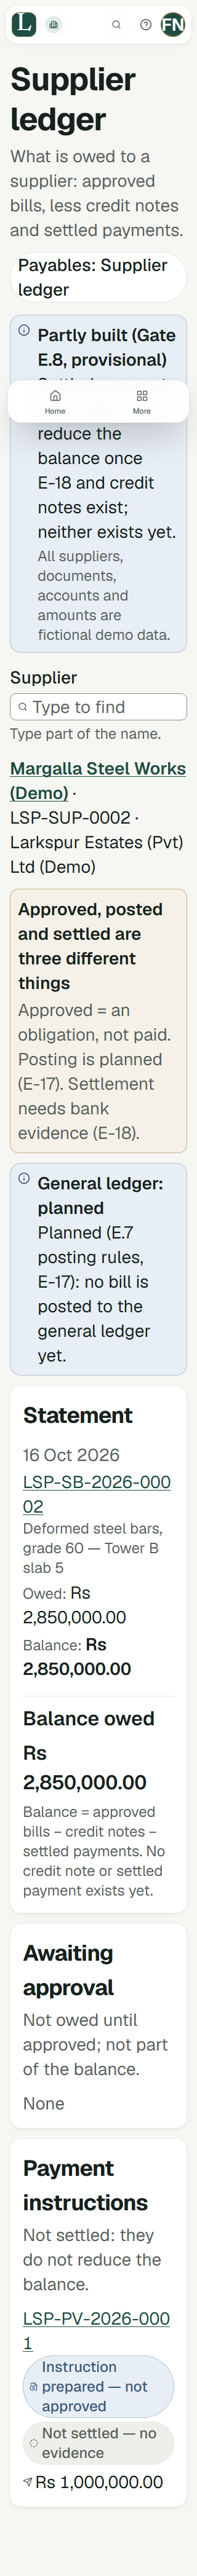 L
FN
Supplier
ledger
What is owed to a
supplier: approved
bills, less credit notes
and settled payments.
Payables: Supplier
ledger
Partly built (Gate
E.8, provisional)
Home
More
reduce the
balance once
E-18 and credit
notes exist;
neither exists yet.
All suppliers,
documents,
accounts and
amounts are
fictional demo data.
Supplier
Type to find
Type part of the name.
Margalla Steel Works
(Demo) ·
LSP-SUP-0002 ·
Larkspur Estates (Pvt)
Ltd (Demo)
Approved, posted
and settled are
three different
things
Approved = an
obligation, not paid.
Posting is planned
(E-17). Settlement
needs bank
evidence (E-18).
General ledger:
planned
Planned (E.7
posting rules,
E-17): no bill is
posted to the
general ledger
yet.
Statement
16 Oct 2026
LSP-SB-2026-000
02
Deformed steel bars,
grade 60 — Tower B
slab 5
Owed: Rs
2,850,000.00
Balance: Rs
2,850,000.00
Balance owed
Rs
2,850,000.00
Balance = approved
bills − credit notes −
settled payments. No
credit note or settled
payment exists yet.
Awaiting
approval
Not owed until
approved; not part
of the balance.
None
Payment
instructions
Not settled: they
do not reduce the
balance.
LSP-PV-2026-000
1
Instruction
prepared — not
approved
Not settled — no
evidence
Rs 1,000,000.00